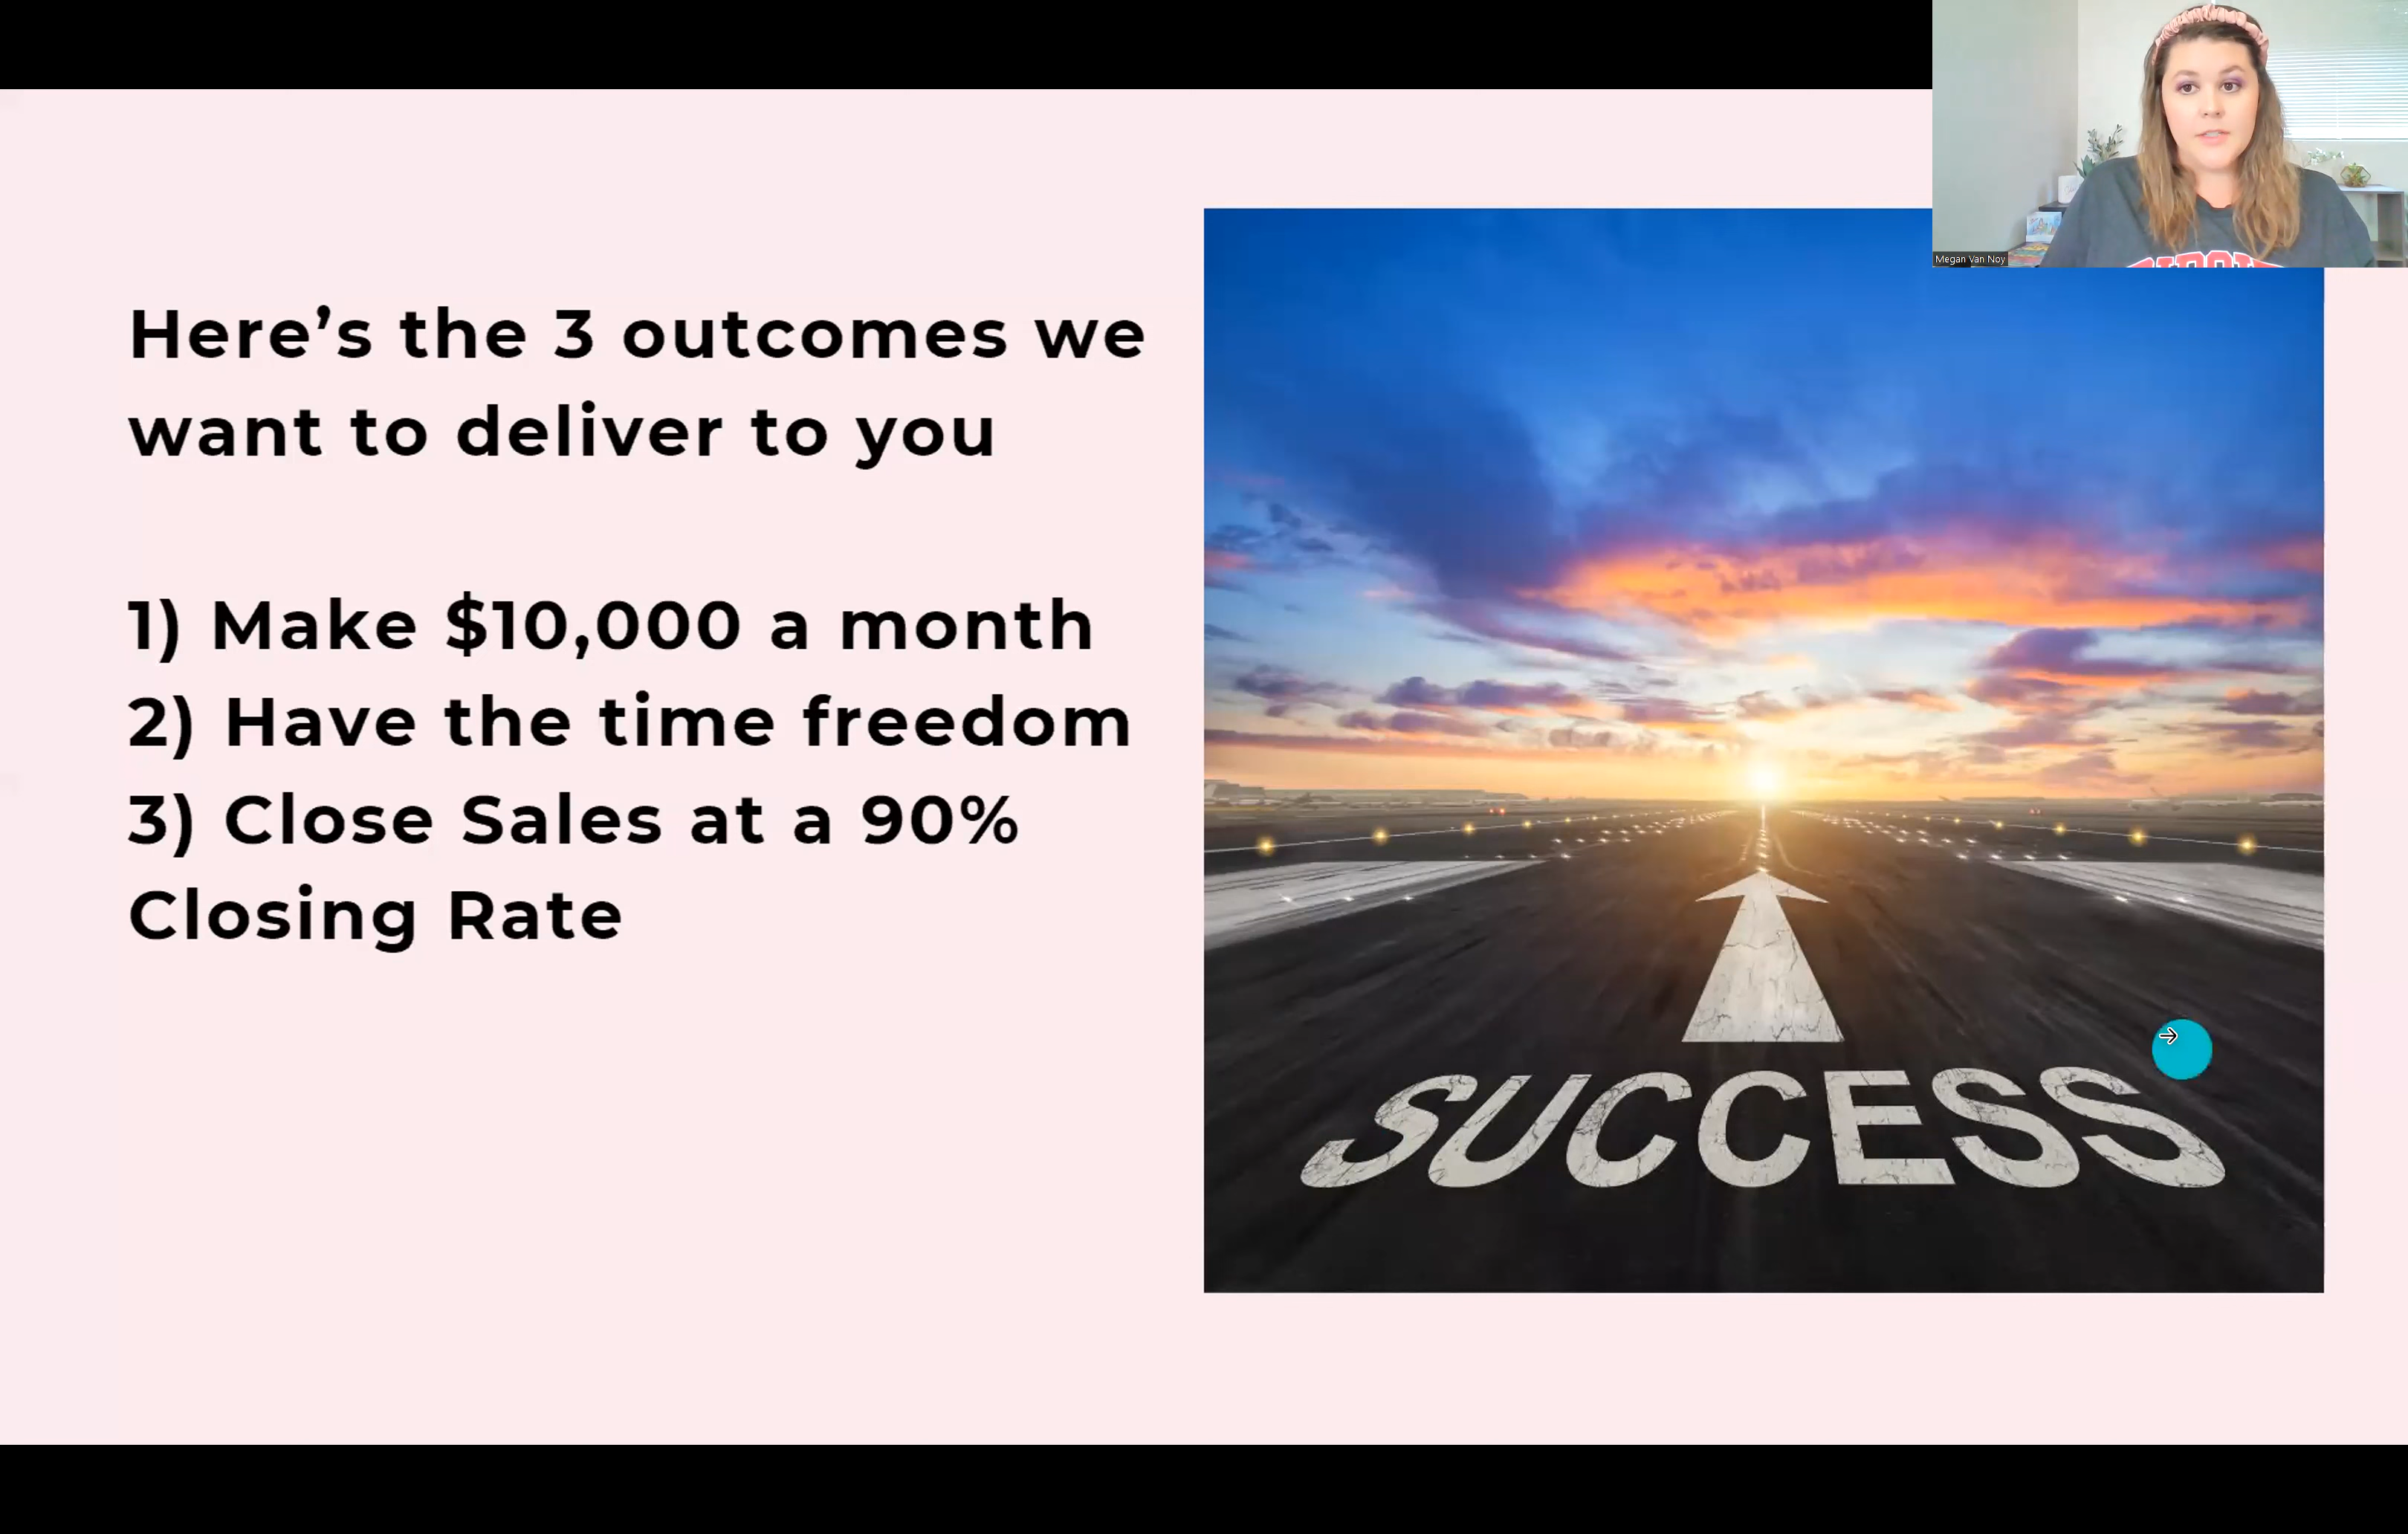 Megan Van Noy
Here’s the 3 outcomes we
want to deliver to you
1) Make $10,000 a month
2) Have the time freedom
3) Close Sales at a 90%
Closing Rate
SUCCESS